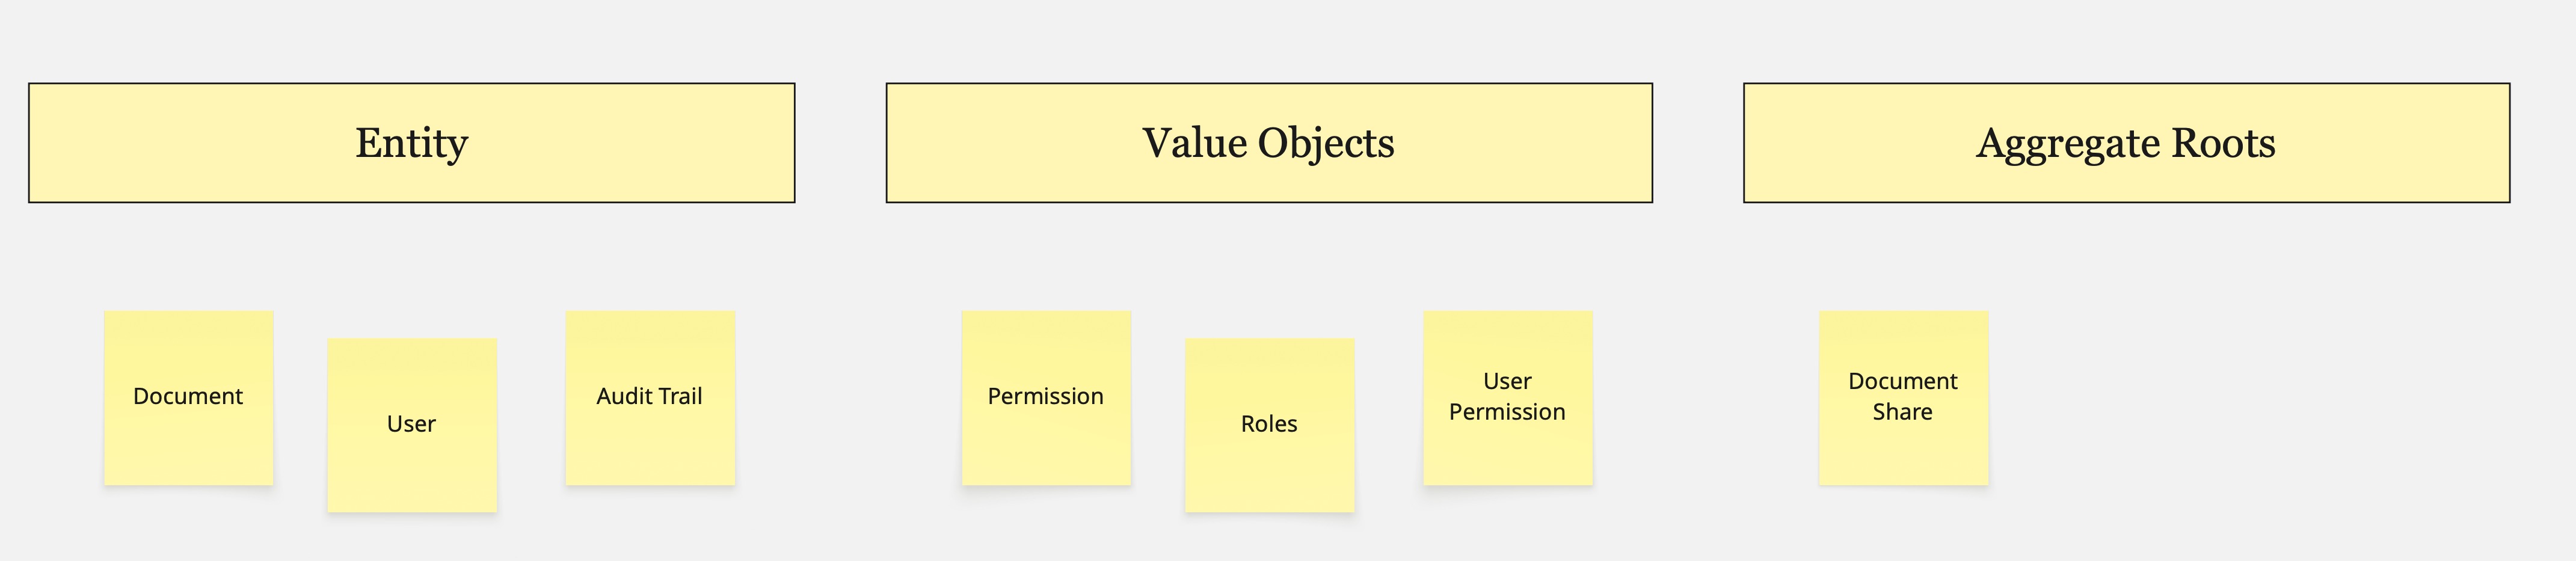 Entity
Value Objects
Aggregate Roots
Document
User
Audit Trail
Permission
Roles
User
Permission
Document
Share